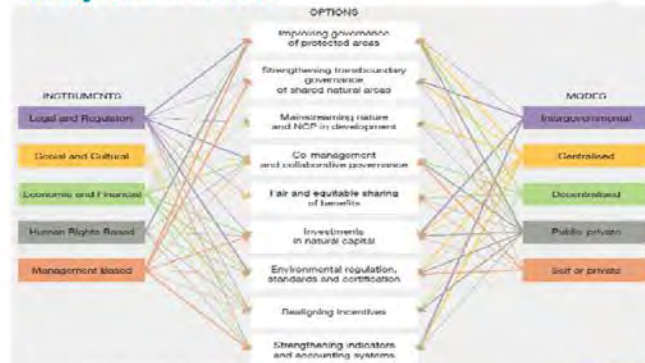 OPTIONS
Improving governance
of protected areas
Strengthening transboundary
governance
of shared natural areas
INSTRUMENTS
MODES
Legal and Regulatory
Mainstreaming nature
and NCP in development
Intergovernmental
Social and Cultural
Co-management
and collaborative governance
Centralised
Economic and Financial
Fair and equitable sharing
of benefits
Decentralised
Human Rights Based
Investments
in natural capital
Public-private
Management Based
Environmental regulation,
standards and certification
Self or private
Realigning incentives
Strengthening indicators
and accounting systems